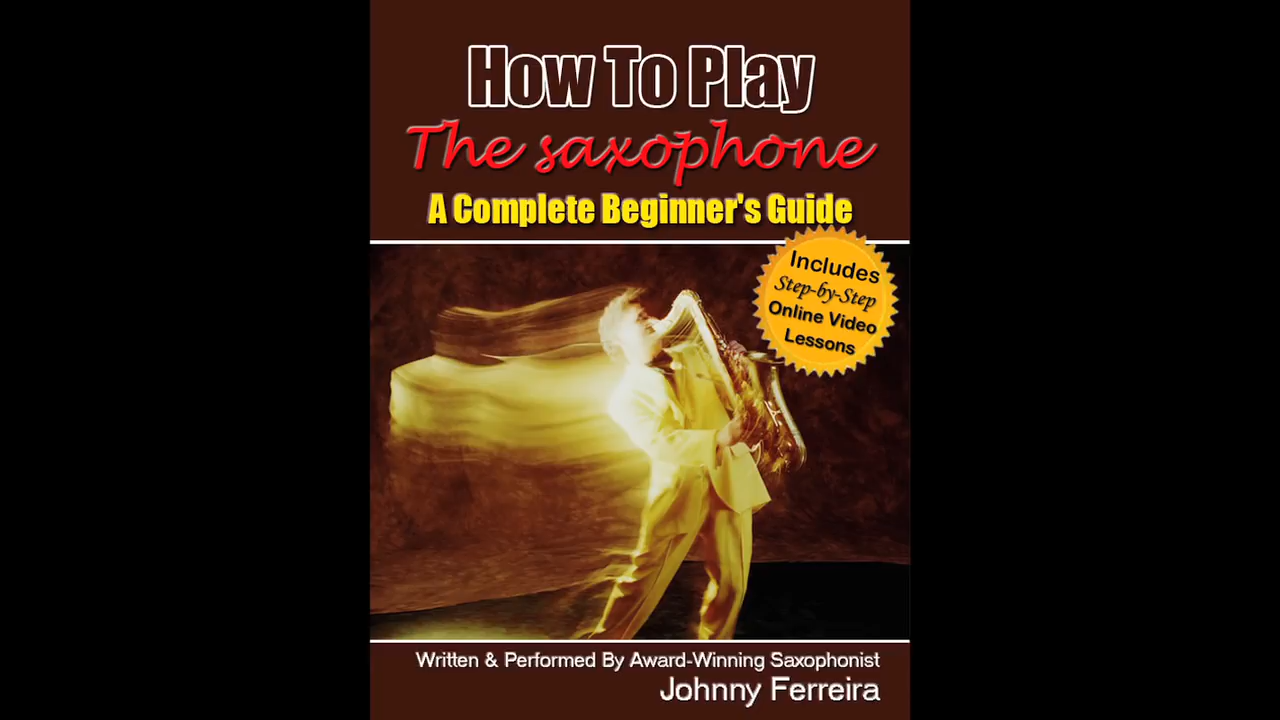 How To Play
The saxophone
A Complete Beginner's Guide
Includes
Step-by-Step
Online Video
Lessons
Written & Performed By Award-Winning Saxophonist
Johnny Ferreira